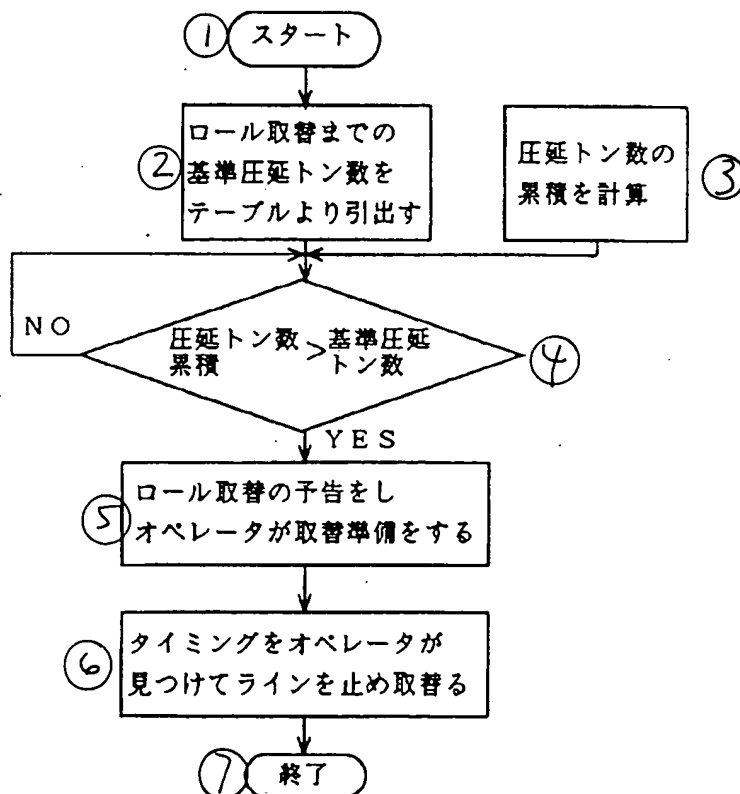 ① スタート
② ロール取替までの
基準圧延トン数を
テーブルより引出す
圧延トン数の
累積を計算
③
NO
圧延トン数
累積
>
基準圧延
トン数
④
YES
⑤ ロール取替の予告をし
オペレータが取替準備をする
⑥ タイミングをオペレータが
見つけてラインを止め取替る
⑦ 終了